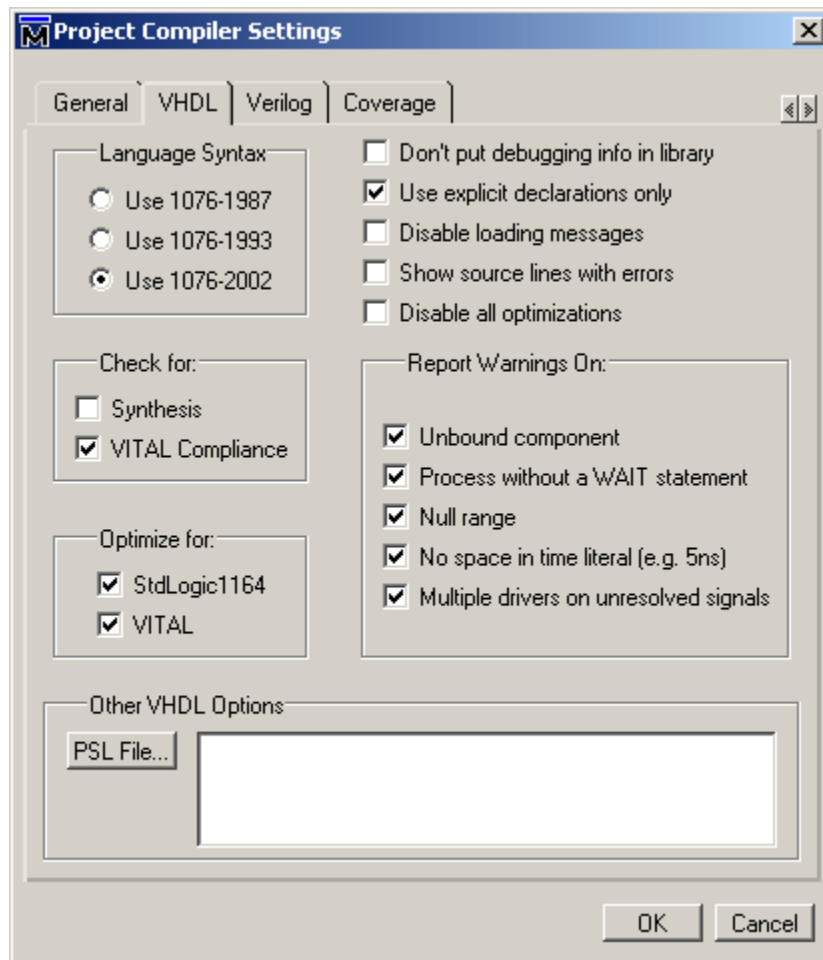 Project Compiler Settings
General
VHDL
Verilog
Coverage
Language Syntax
Use 1076-1987
Use 1076-1993
Use 1076-2002
Don't put debugging info in library
Use explicit declarations only
Disable loading messages
Show source lines with errors
Disable all optimizations
Check for:
Synthesis
VITAL Compliance
Optimize for:
StdLogic1164
VITAL
Report Warnings On:
Unbound component
Process without a WAIT statement
Null range
No space in time literal (e.g. 5ns)
Multiple drivers on unresolved signals
Other VHDL Options
PSL File...
OK
Cancel